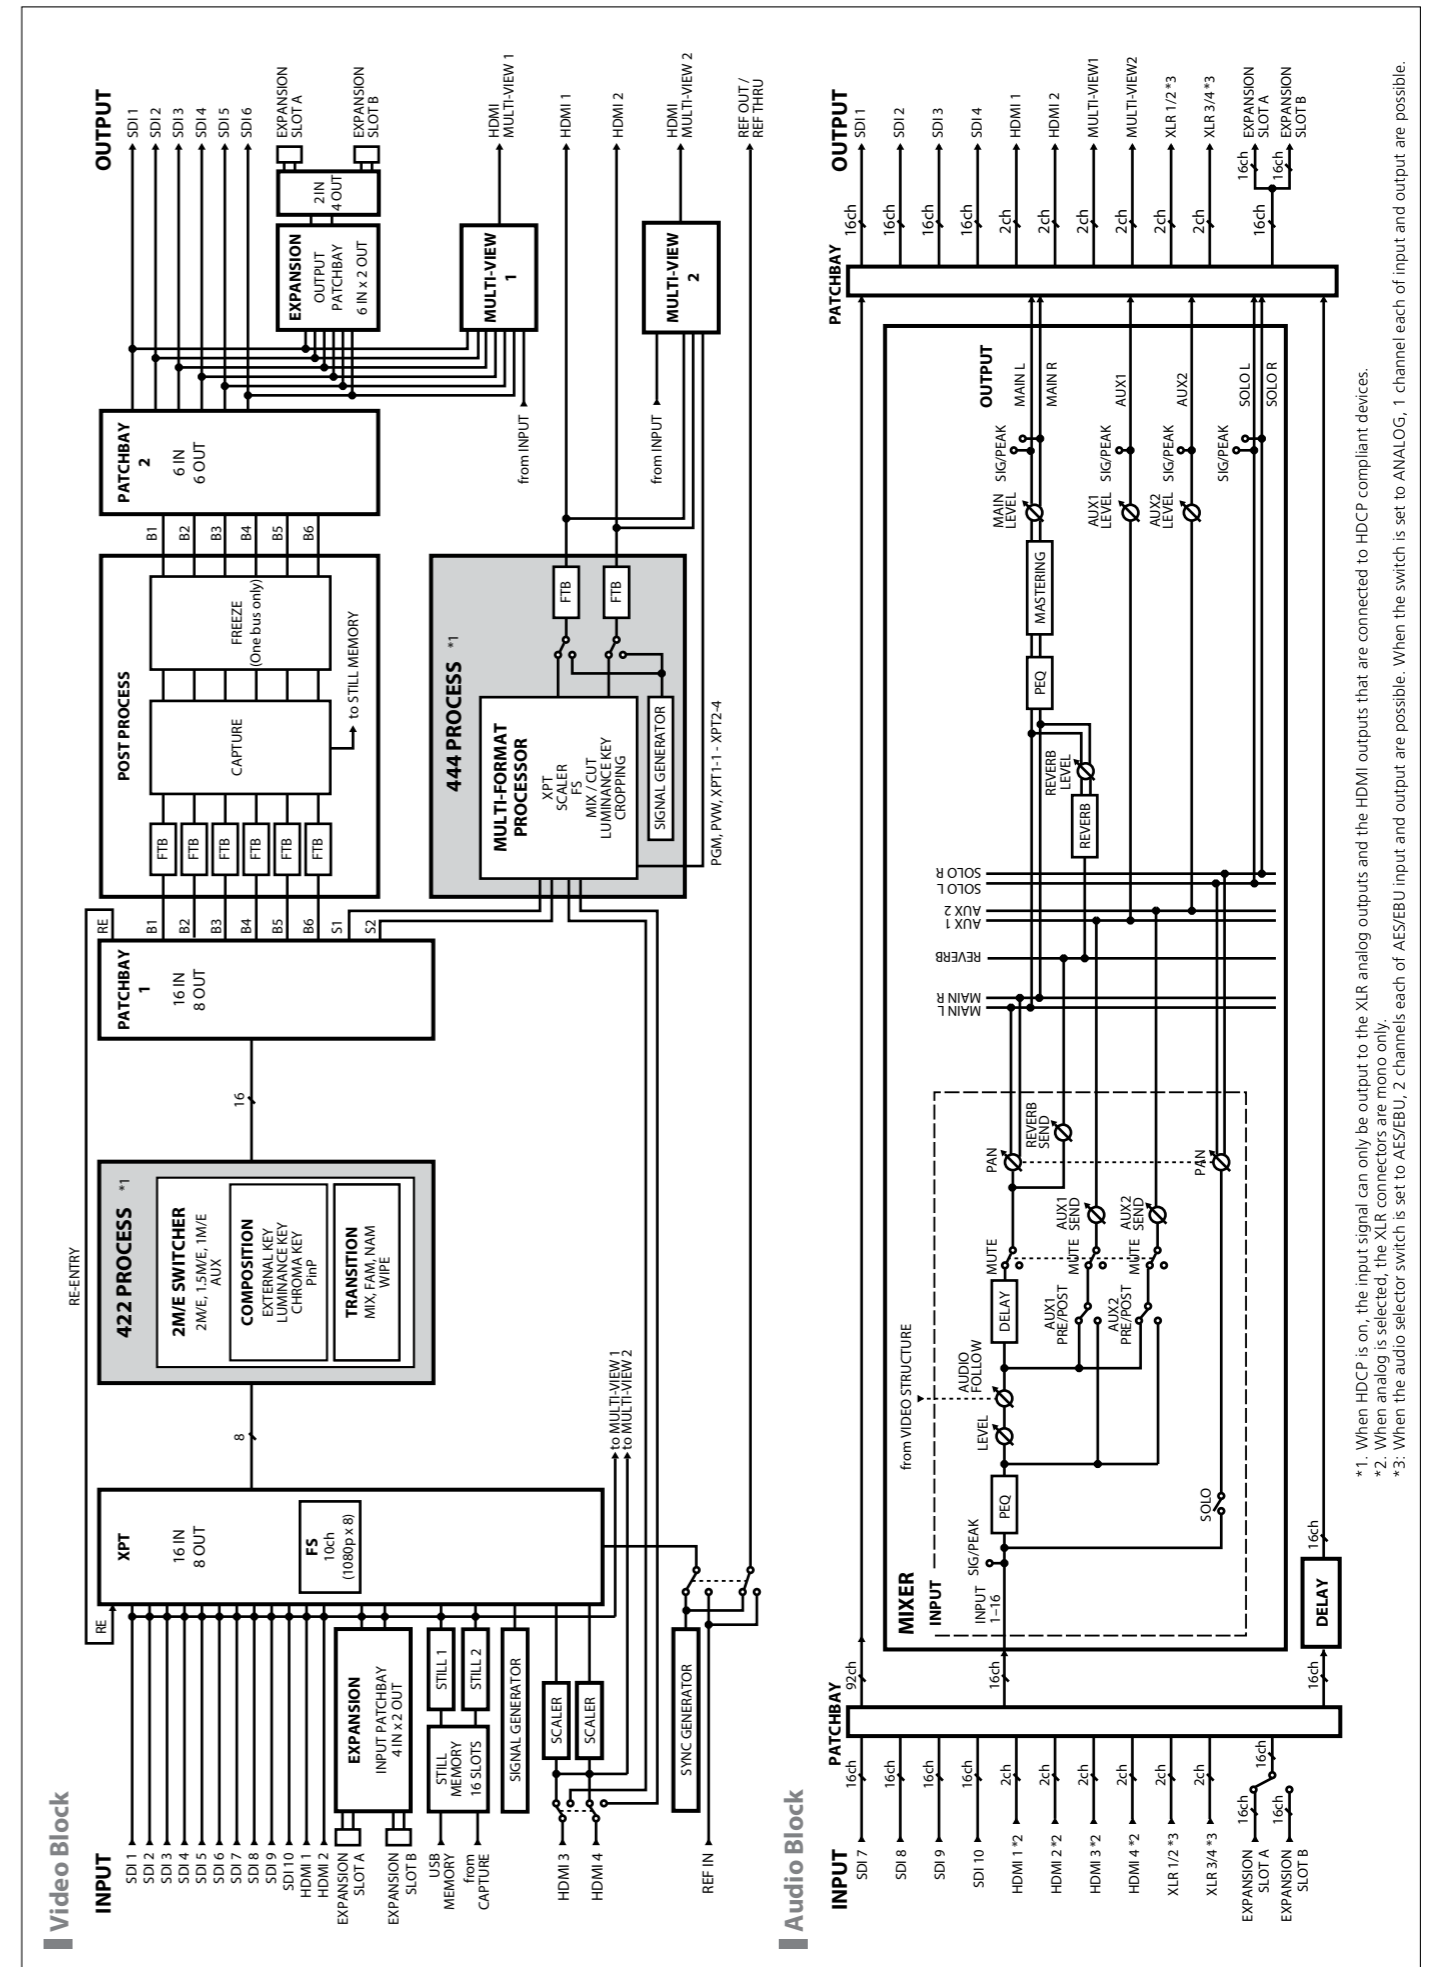 Video Block
INPUT
SDI 1
SDI 2
SDI 3
SDI 4
SDI 5
SDI 6
SDI 7
SDI 8
SDI 9
SDI 10
HDMI 1
HDMI 2
EXPANSION
SLOT A
EXPANSION
SLOT B
USB
MEMORY
from
CAPTURE
HDMI 3
HDMI 4
REF IN
EXPANSION
INPUT PATCHBAY
4 IN x 2 OUT
STILL
MEMORY
16 SLOTS
STILL 1
STILL 2
SIGNAL GENERATOR
SCALER
SCALER
SYNC GENERATOR
RE
XPT
16 IN
8 OUT
FS
10ch
(1080p x 8)
to MULTI-VIEW 1
to MULTI-VIEW 2
RE-ENTRY
8
422 PROCESS *1
2M/E SWITCHER
2M/E, 1.5M/E, 1M/E
AUX
COMPOSITION
EXTERNAL KEY
LUMINANCE KEY
CHROMA KEY
PinP
TRANSITION
MIX, FAM, NAM
WIPE
16
PATCHBAY
1
16 IN
8 OUT
RE
B1
B2
B3
B4
B5
B6
S1
S2
POST PROCESS
FTB
FTB
FTB
FTB
FTB
FTB
CAPTURE
to STILL MEMORY
FREEZE
(One bus only)
444 PROCESS *1
MULTI-FORMAT
PROCESSOR
XPT
SCALER
FS
MIX / CUT
LUMINANCE KEY
CROPPING
SIGNAL GENERATOR
FTB
FTB
PGM, PVW, XPT1-1 - XPT2-4
B1
B2
B3
B4
B5
B6
PATCHBAY
2
6 IN
6 OUT
from INPUT
from INPUT
EXPANSION
OUTPUT
PATCHBAY
6 IN x 2 OUT
2 IN
4 OUT
MULTI-VIEW
1
MULTI-VIEW
2
OUTPUT
SDI 1
SDI 2
SDI 3
SDI 4
SDI 5
SDI 6
EXPANSION
SLOT A
EXPANSION
SLOT B
HDMI
MULTI-VIEW 1
HDMI 1
HDMI 2
HDMI
MULTI-VIEW 2
REF OUT /
REF THRU
Audio Block
INPUT
SDI 7
SDI 8
SDI 9
SDI 10
HDMI 1 *2
HDMI 2 *2
HDMI 3 *2
HDMI 4 *2
XLR 1/2 *3
XLR 3/4 *3
EXPANSION
SLOT A
EXPANSION
SLOT B
16ch
16ch
16ch
16ch
2ch
2ch
2ch
2ch
2ch
2ch
16ch
16ch
16ch
PATCHBAY
92ch
16ch
16ch
DELAY
16ch
MIXER
INPUT
INPUT
1–16
SIG/PEAK
PEQ
SOLO
from VIDEO STRUCTURE
LEVEL
AUDIO
FOLLOW
DELAY
AUX1
PRE/POST
AUX2
PRE/POST
MUTE
MUTE
MUTE
AUX1
SEND
AUX2
SEND
PAN
REVERB
SEND
PAN
MAIN L
MAIN R
REVERB
AUX 1
AUX 2
SOLO L
SOLO R
REVERB
REVERB
LEVEL
PEQ
MASTERING
MAIN
LEVEL
AUX1
LEVEL
AUX2
LEVEL
SIG/PEAK
SIG/PEAK
SIG/PEAK
SIG/PEAK
OUTPUT
MAIN L
MAIN R
AUX1
AUX2
SOLO L
SOLO R
PATCHBAY
16ch
16ch
16ch
16ch
2ch
2ch
2ch
2ch
2ch
2ch
16ch
16ch
16ch
OUTPUT
SDI 1
SDI 2
SDI 3
SDI 4
HDMI 1
HDMI 2
MULTI-VIEW1
MULTI-VIEW2
XLR 1/2 *3
XLR 3/4 *3
EXPANSION
SLOT A
EXPANSION
SLOT B
*1. When HDCP is on, the input signal can only be output to the XLR analog outputs and the HDMI outputs that are connected to HDCP compliant devices.
*2. When analog is selected, the XLR connectors are mono only.
*3: When the audio selector switch is set to AES/EBU, 2 channels each of AES/EBU input and output are possible. When the switch is set to ANALOG, 1 channel each of input and output are possible.